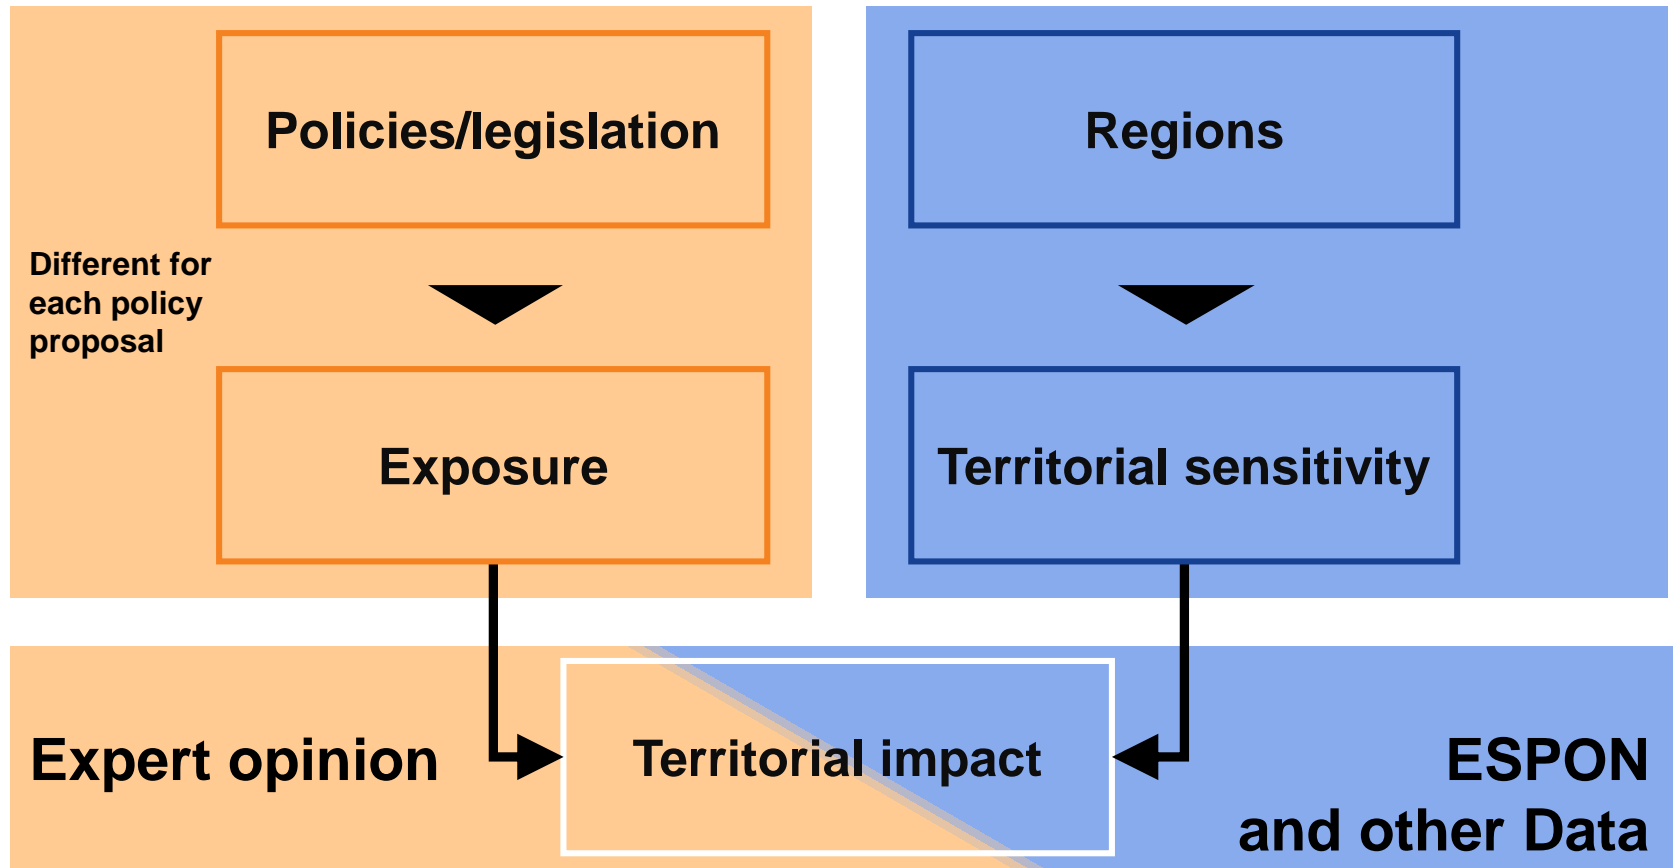 Policies/legislation
Regions
Different for
each policy
proposal
Exposure
Territorial sensitivity
Expert opinion
Territorial impact
ESPON
and other Data